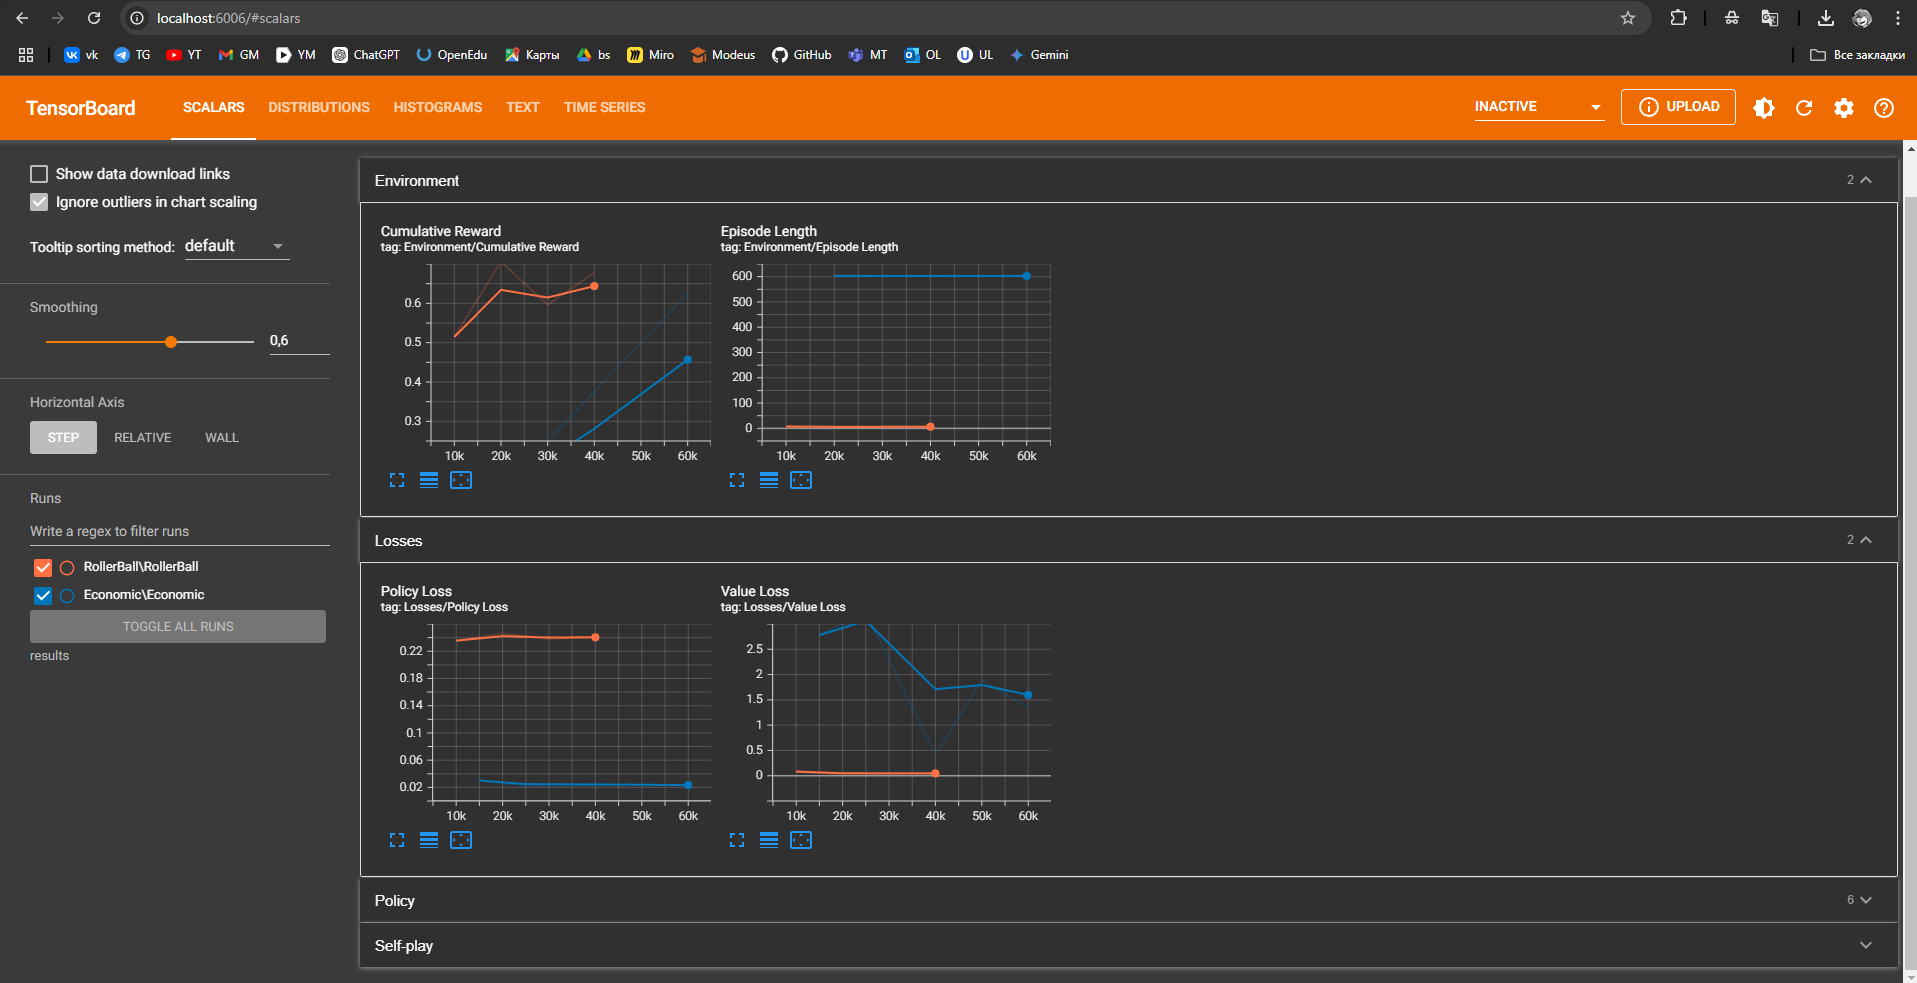 localhost:6006/#scalars
vk TG YT GM YM ChatGPT OpenEdu Карты bs Miro Modeus GitHub MT OL UL Gemini Все закладки
TensorBoard SCALARS DISTRIBUTIONS HISTOGRAMS TEXT TIME SERIES INACTIVE UPLOAD
Show data download links
Ignore outliers in chart scaling
Tooltip sorting method: default
Smoothing
0,6
Horizontal Axis
STEP RELATIVE WALL
Runs
Write a regex to filter runs
RollerBall\RollerBall
Economic\Economic
TOGGLE ALL RUNS
results
Environment 2
Cumulative Reward
tag: Environment/Cumulative Reward
0.6
0.5
0.4
0.3
10k 20k 30k 40k 50k 60k
Episode Length
tag: Environment/Episode Length
600
500
400
300
200
100
0
10k 20k 30k 40k 50k 60k
Losses 2
Policy Loss
tag: Losses/Policy Loss
0.22
0.18
0.14
0.1
0.06
0.02
10k 20k 30k 40k 50k 60k
Value Loss
tag: Losses/Value Loss
2.5
2
1.5
1
0.5
0
10k 20k 30k 40k 50k 60k
Policy 6
Self-play